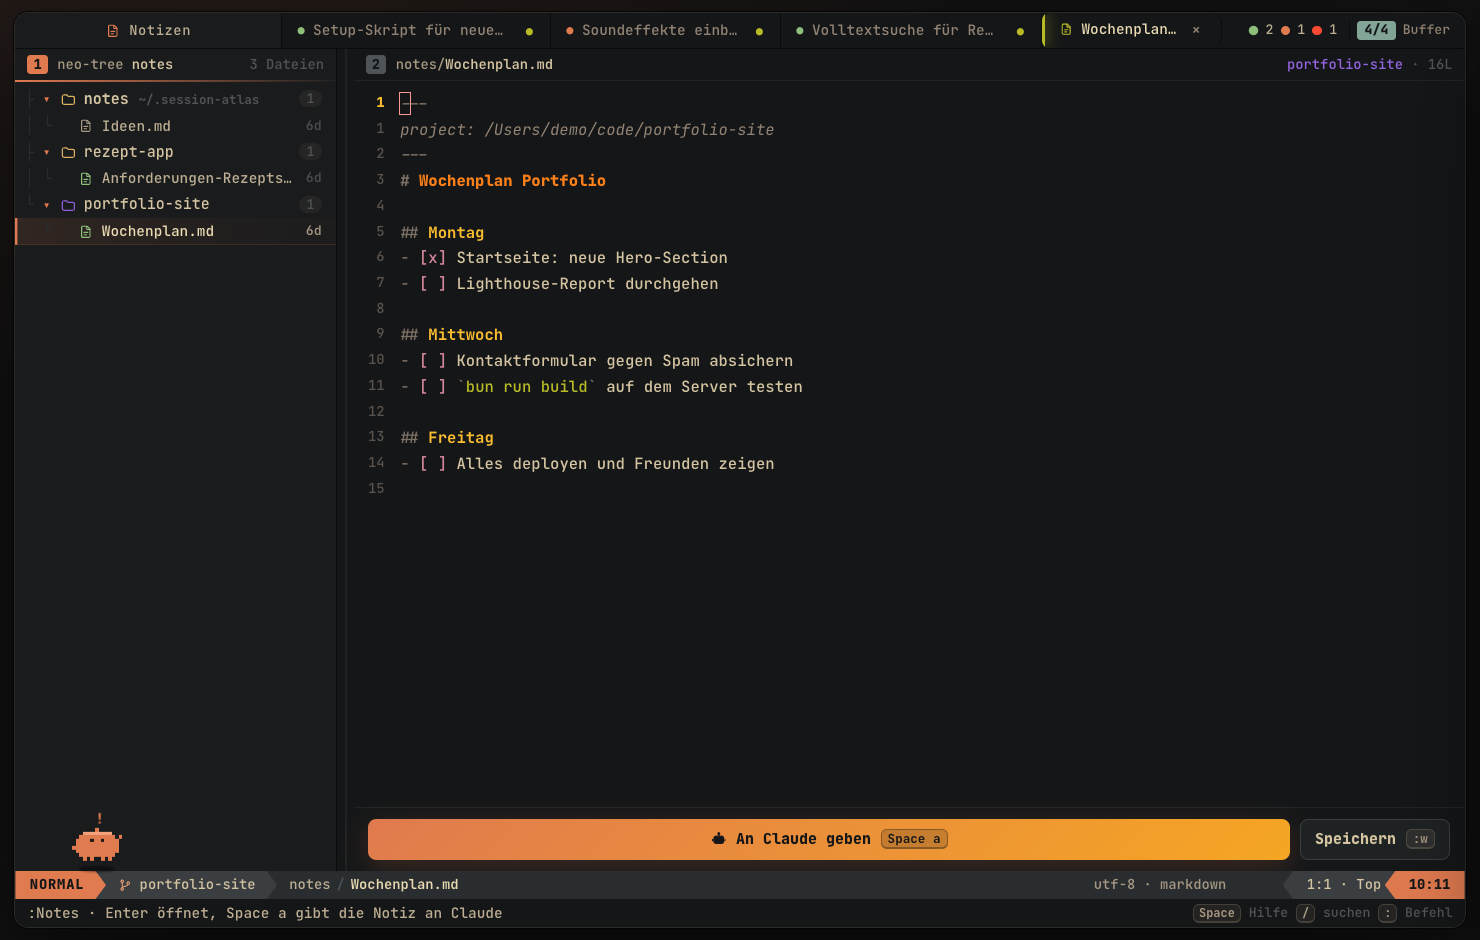 Notizen
Setup-Skript für neue…
Soundeffekte einb…
Volltextsuche für Re…
Wochenplan… ×
2 1 1
4/4 Buffer
1 neo-tree notes 3 Dateien
2 notes/Wochenplan.md portfolio-site · 16L
notes ~/.session-atlas 1
Ideen.md 6d
rezept-app 1
Anforderungen-Rezepts… 6d
portfolio-site 1
Wochenplan.md 6d
1 ---
1 project: /Users/demo/code/portfolio-site
2 ---
3 # Wochenplan Portfolio
4
5 ## Montag
6 - [x] Startseite: neue Hero-Section
7 - [ ] Lighthouse-Report durchgehen
8
9 ## Mittwoch
10 - [ ] Kontaktformular gegen Spam absichern
11 - [ ] `bun run build` auf dem Server testen
12
13 ## Freitag
14 - [ ] Alles deployen und Freunden zeigen
15
!
An Claude geben Space a
Speichern :w
NORMAL portfolio-site notes / Wochenplan.md utf-8 · markdown 1:1 · Top 10:11
:Notes · Enter öffnet, Space a gibt die Notiz an Claude
Space Hilfe / suchen : Befehl